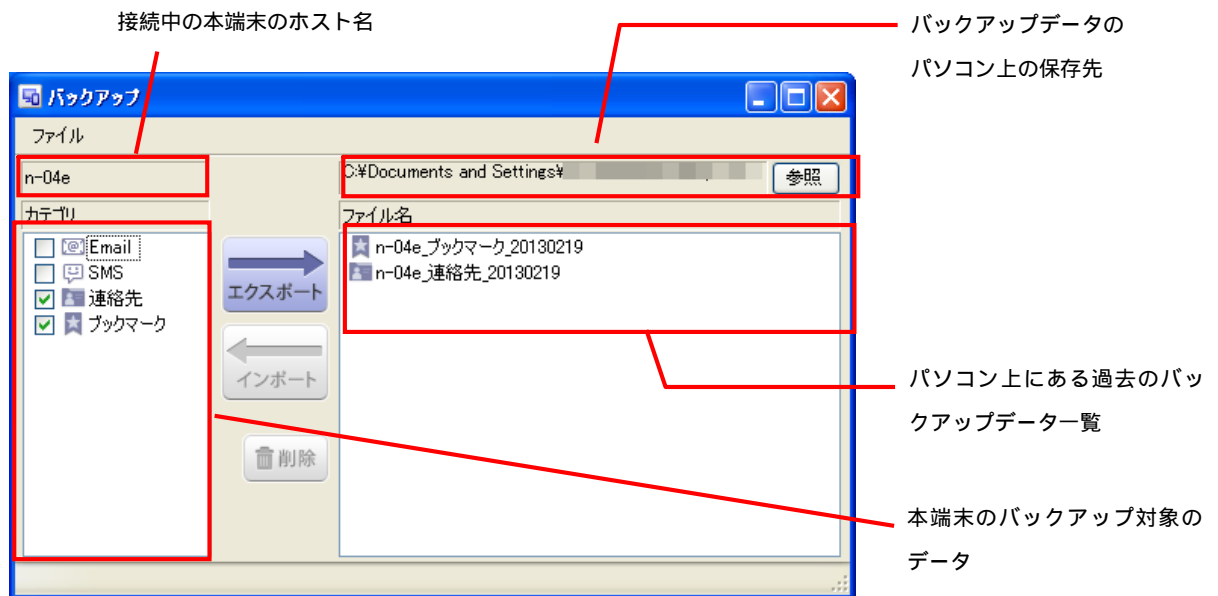 接続中の本端末のホスト名
バックアップデータの
パソコン上の保存先
バックアップ
ファイル
n-04e
C:¥Documents and Settings¥
参照
カテゴリ
ファイル名
Email
SMS
連絡先
ブックマーク
エクスポート
インポート
削除
n-04e_ブックマーク_20130219
n-04e_連絡先_20130219
パソコン上にある過去のバッ
クアップデータ一覧
本端末のバックアップ対象の
データ